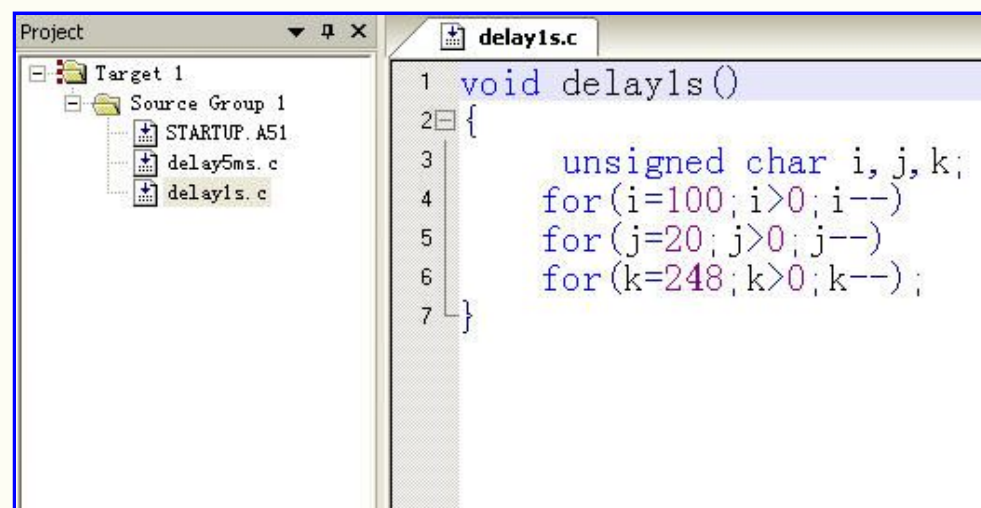 Project
Target 1
Source Group 1
STARTUP.A51
delay5ms.c
delay1s.c
delay1s.c
1 void delay1s()
2 {
3 unsigned char i,j,k;
4 for(i=100;i>0;i--)
5 for(j=20;j>0;j--)
6 for(k=248;k>0;k--);
7 }